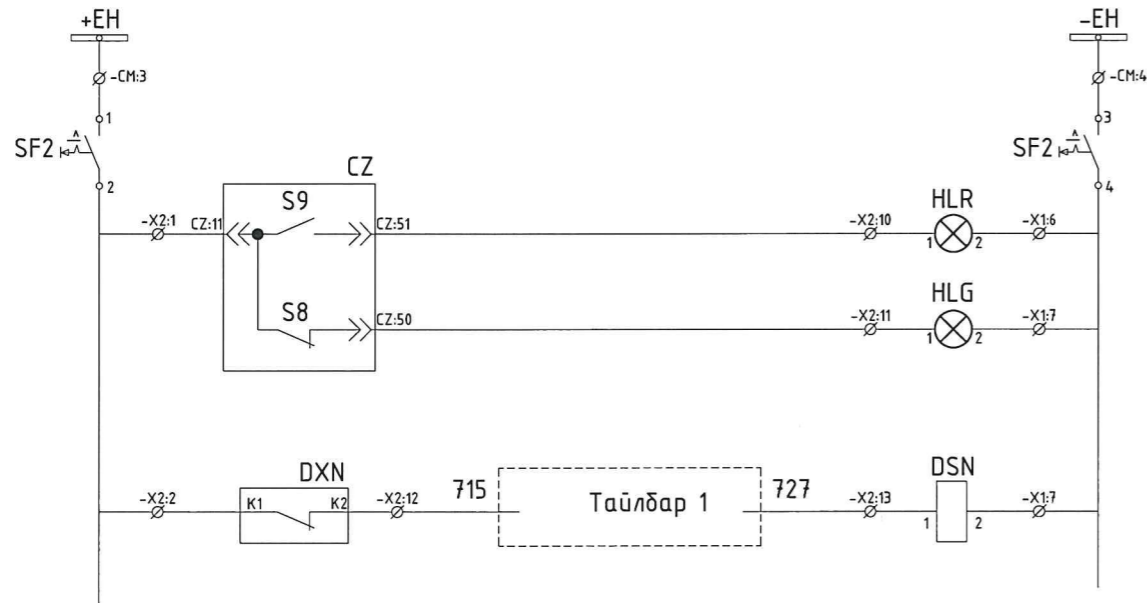 +EH
-EH
-CM:3
-CM:4
1
3
SF2
SF2
2
4
CZ
S9
HLR
-X2:1
CZ:11
CZ:51
-X2:10
1
2
-X1:6
S8
HLG
CZ:50
-X2:11
1
2
-X1:7
DXN
DSN
-X2:2
K1
K2
-X2:12
715
Тайлбар 1
727
-X2:13
1
2
-X1:7